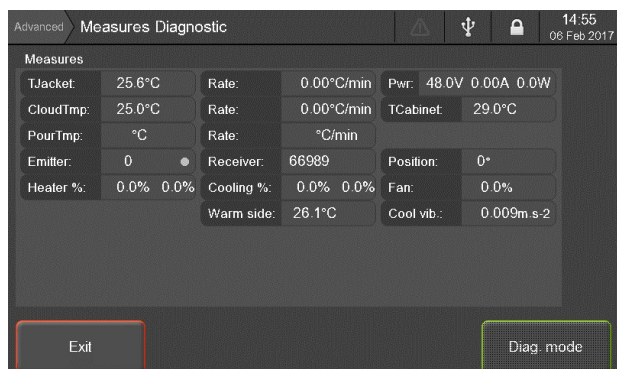 Advanced Measures Diagnostic 14:55
06 Feb 2017
Measures
TJacket: 25.6°C Rate: 0.00°C/min Pwr: 48.0V 0.00A 0.0W
CloudTmp: 25.0°C Rate: 0.00°C/min TCabinet: 29.0°C
PourTmp: °C Rate: °C/min
Emitter: 0 Receiver: 66989 Position: 0°
Heater %: 0.0% 0.0% Cooling %: 0.0% 0.0% Fan: 0.0%
Warm side: 26.1°C Cool vib.: 0.009m.s-2
Exit Diag. mode